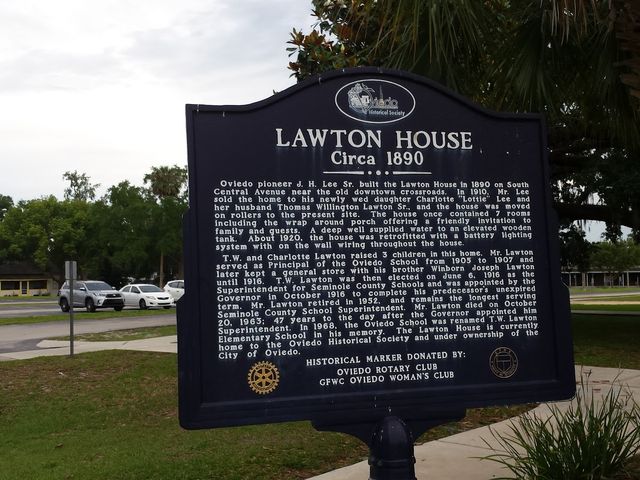 Oviedo
Historical Society
LAWTON HOUSE
Circa 1890
Oviedo pioneer J. H. Lee Sr. built the Lawton House in 1890 on South
Central Avenue near the old downtown crossroads. In 1910, Mr. Lee
sold the home to his newly wed daughter Charlotte "Lottie" Lee and
her husband Thomas Willington Lawton Sr., and the house was moved
on rollers to the present site. The house once contained 7 rooms
including the wrap around porch offering a friendly invitation to
family and guests. A deep well supplied water to an elevated wooden
tank. About 1920, the house was retrofitted with a battery lighting
system with on the wall wiring throughout the house.
T.W. and Charlotte Lawton raised 3 children in this home. Mr. Lawton
served as Principal of the Oviedo School from 1905 to 1907 and
later kept a general store with his brother Winborn Joseph Lawton
until 1916. T.W. Lawton was then elected on June 6, 1916 as the
Superintendent for Seminole County Schools and was appointed by the
Governor in October 1916 to complete his predecessor's unexpired
term. Mr. Lawton retired in 1952, and remains the longest serving
Seminole County School Superintendent. Mr. Lawton died on October
20, 1963; 47 years to the day after the Governor appointed him
Superintendent. In 1968, the Oviedo School was renamed T.W. Lawton
Elementary School in his memory. The Lawton House is currently
home to the Oviedo Historical Society and under ownership of the
City of Oviedo.
HISTORICAL MARKER DONATED BY:
OVIEDO ROTARY CLUB
GFWC OVIEDO WOMAN'S CLUB